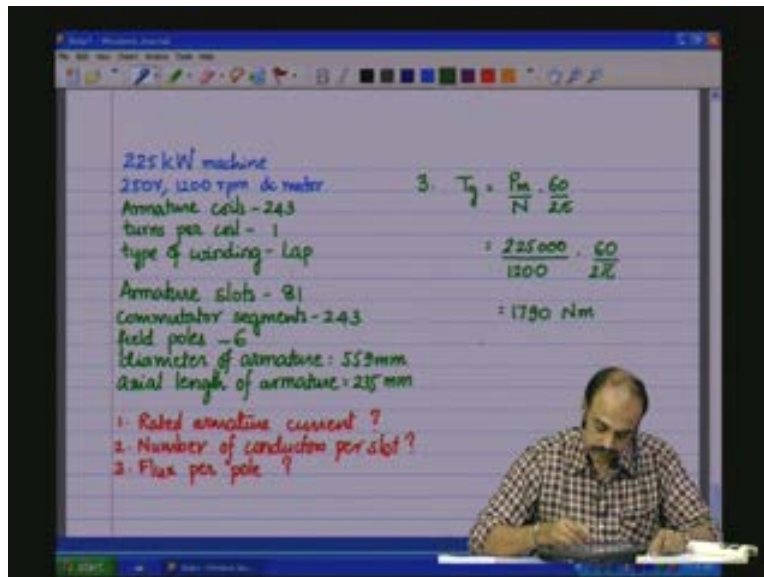 225kW machine
250V, 1200 rpm dc motor
Armature coils - 243
turns per coil - 1
type of winding - Lap
Armature slots - 81
commutator segments - 243
field poles - 6
diameter of armature = 559mm
axial length of armature = 235 mm
1. Rated armature current ?
2. Number of conductors per slot ?
3. Flux per pole ?
3. Tg = Pm/N . 60/2π
= 225000/1200 . 60/2π
= 1790 Nm
start